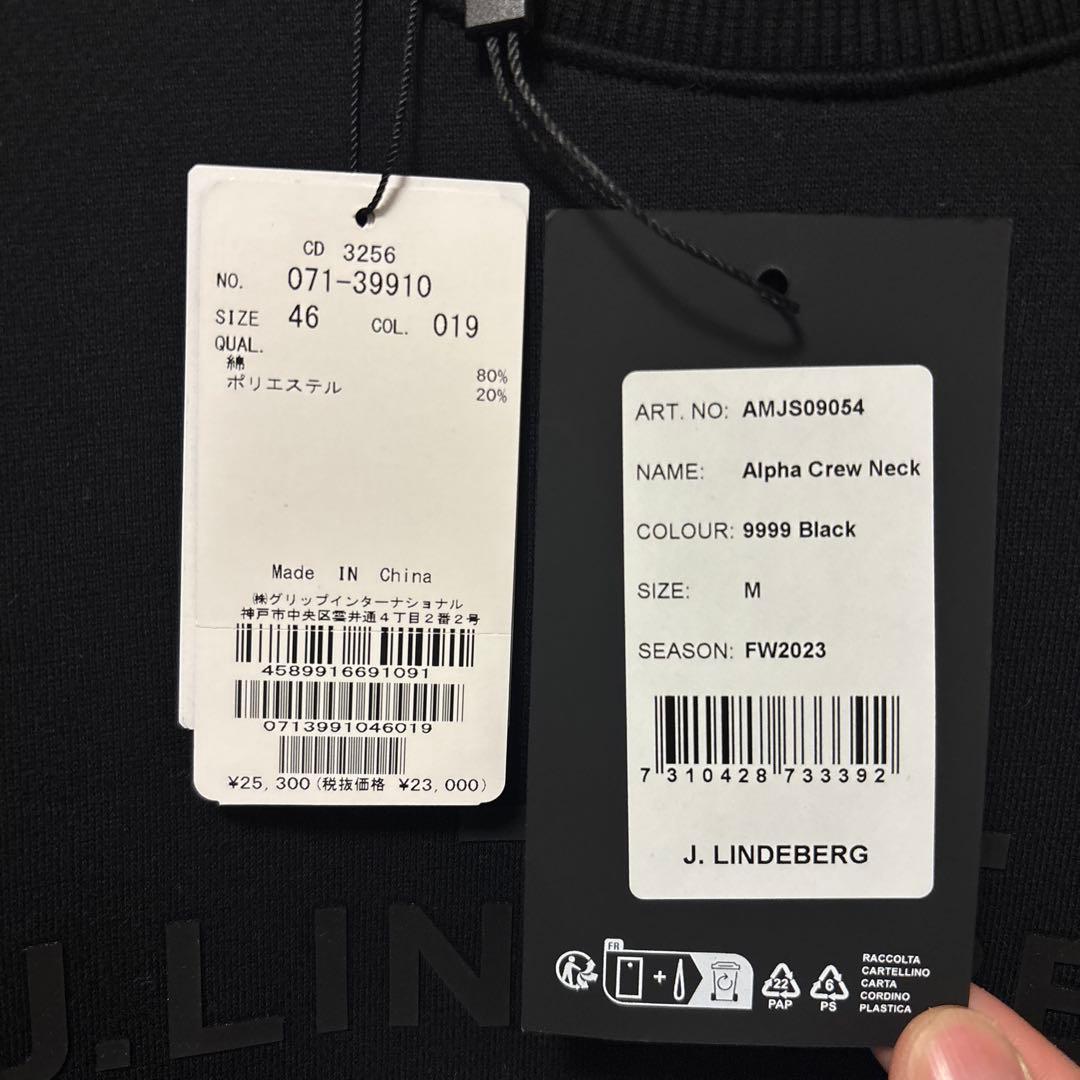 CD 3256
NO. 071-39910
SIZE 46 COL. 019
QUAL.
綿 80%
ポリエステル 20%
Made IN China
㈱グリップインターナショナル
神戸市中央区雲井通4丁目2番2号
4589916691091
0713991046019
¥25,300(税抜価格 ¥23,000)
ART. NO: AMJS09054
NAME: Alpha Crew Neck
COLOUR: 9999 Black
SIZE: M
SEASON: FW2023
7 310428 733392
J. LINDEBERG
FR
+
22
PAP
6
PS
RACCOLTA
CARTELLINO
CARTA
CORDINO
PLASTICA
J.LIN